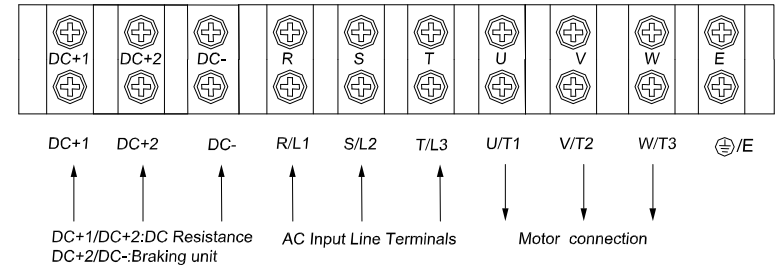 DC+1 DC+2 DC- R S T U V W E
DC+1 DC+2 DC- R/L1 S/L2 T/L3 U/T1 V/T2 W/T3 ⏚/E
DC+1/DC+2:DC Resistance AC Input Line Terminals Motor connection
DC+2/DC-:Braking unit